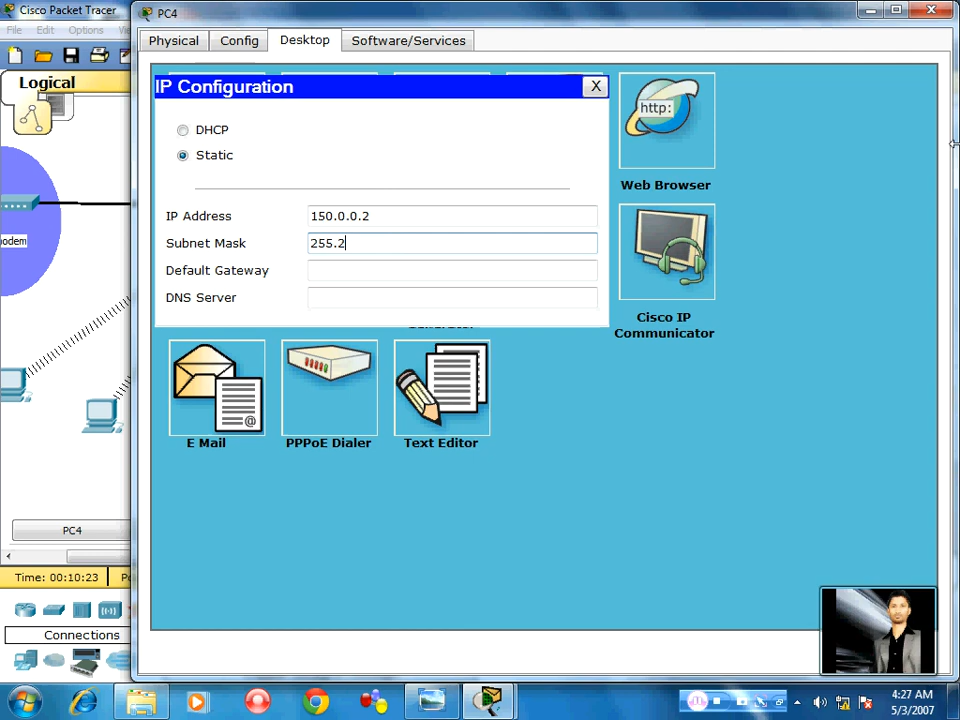 Cisco Packet Tracer
PC4
File Edit Options
Physical Config Desktop Software/Services
Logical
IP Configuration X
DHCP
Static
http:
Web Browser
IP Address 150.0.0.2
Subnet Mask 255.2
Default Gateway
DNS Server
Cisco IP
Communicator
@
E Mail PPPoE Dialer Text Editor
PC4
Time: 00:10:23
Connections
4:27 AM
5/3/2007